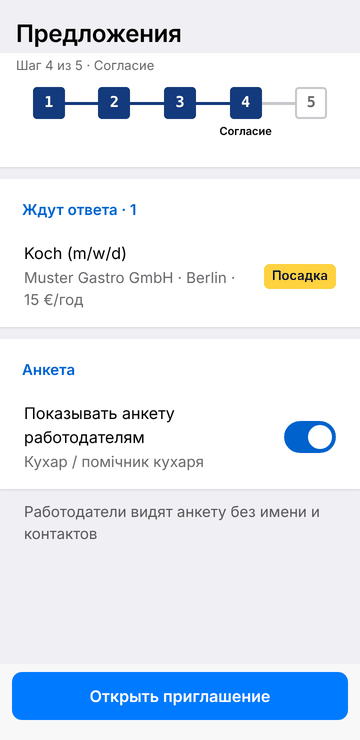 Предложения
Шаг 4 из 5 · Согласие
1 2 3 4 5
Согласие
Ждут ответа · 1
Koch (m/w/d)
Muster Gastro GmbH · Berlin ·
15 €/год
Посадка
Анкета
Показывать анкету
работодателям
Кухар / помічник кухаря
Работодатели видят анкету без имени и
контактов
Открыть приглашение